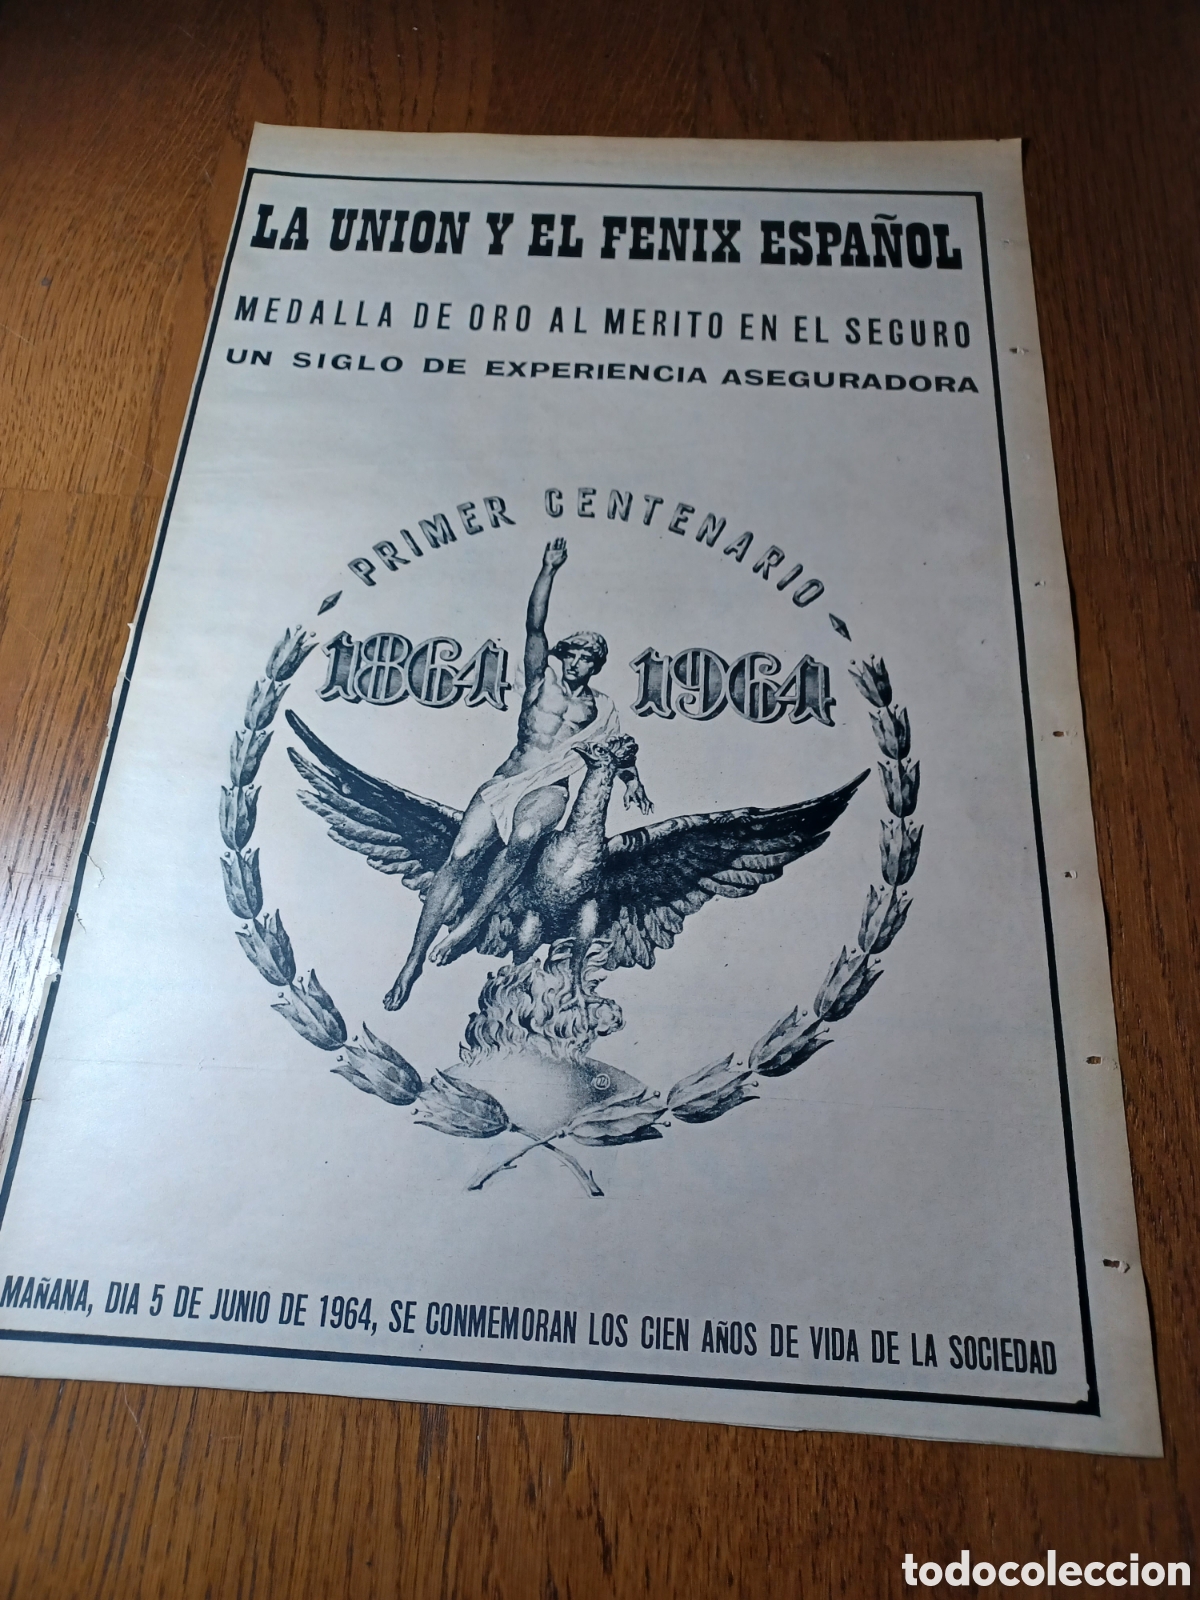 LA UNION Y EL FENIX ESPAÑOL
MEDALLA DE ORO AL MERITO EN EL SEGURO
UN SIGLO DE EXPERIENCIA ASEGURADORA
PRIMER CENTENARIO
1864 1964
22
MAÑANA, DIA 5 DE JUNIO DE 1964, SE CONMEMORAN LOS CIEN AÑOS DE VIDA DE LA SOCIEDAD
todocoleccion